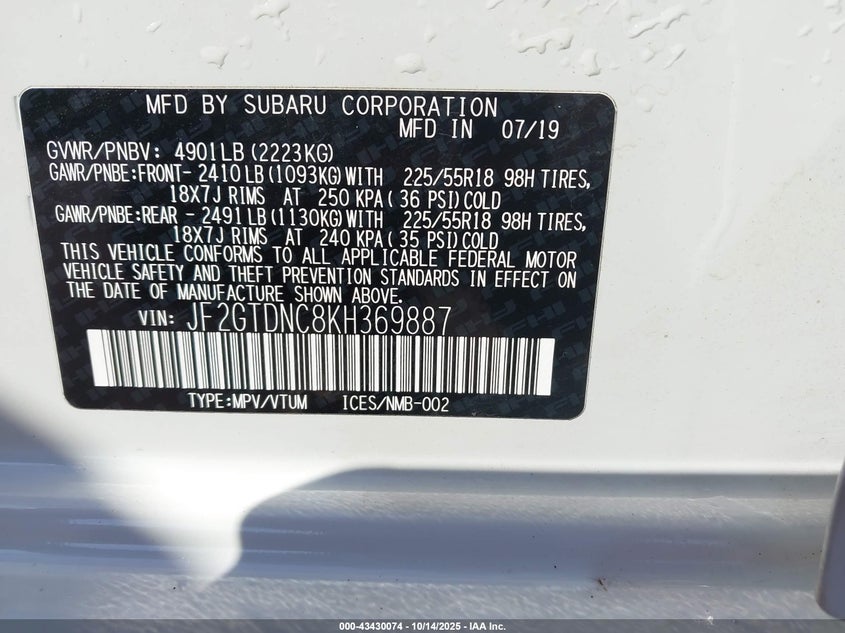 MFD BY SUBARU CORPORATION
MFD IN 07/19
GVWR/PNBV: 4901LB (2223KG)
GAWR/PNBE:FRONT- 2410LB (1093KG)WITH 225/55R18 98H TIRES,
18X7J RIMS AT 250 KPA( 36 PSI)COLD
GAWR/PNBE:REAR - 2491LB (1130KG)WITH 225/55R18 98H TIRES,
18X7J RIMS AT 240 KPA( 35 PSI)COLD
THIS VEHICLE CONFORMS TO ALL APPLICABLE FEDERAL MOTOR
VEHICLE SAFETY AND THEFT PREVENTION STANDARDS IN EFFECT ON
THE DATE OF MANUFACTURE SHOWN ABOVE.
VIN: JF2GTDNC8KH369887
TYPE:MPV/VTUM ICES/NMB-002
000-43430074 | 10/14/2025 - IAA Inc.